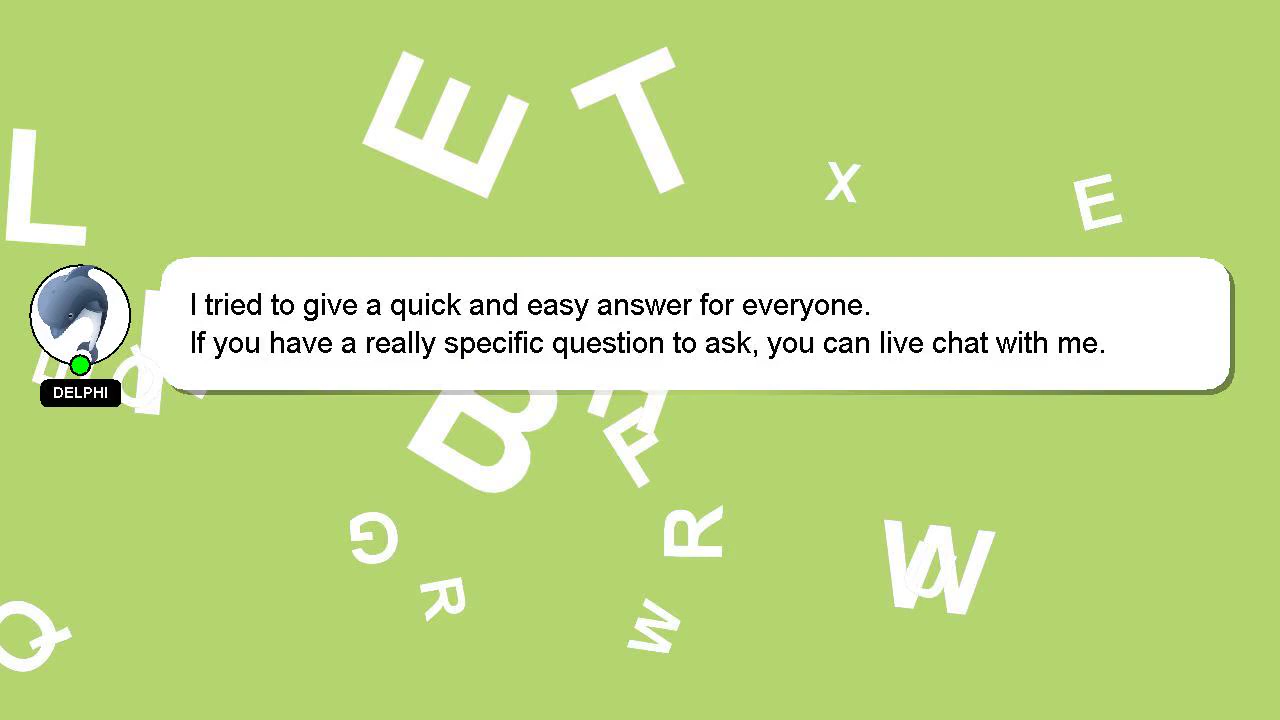 E T
L
X
E
I tried to give a quick and easy answer for everyone.
If you have a really specific question to ask, you can live chat with me.
DELPHI
B
G
R
R
W
W
Q